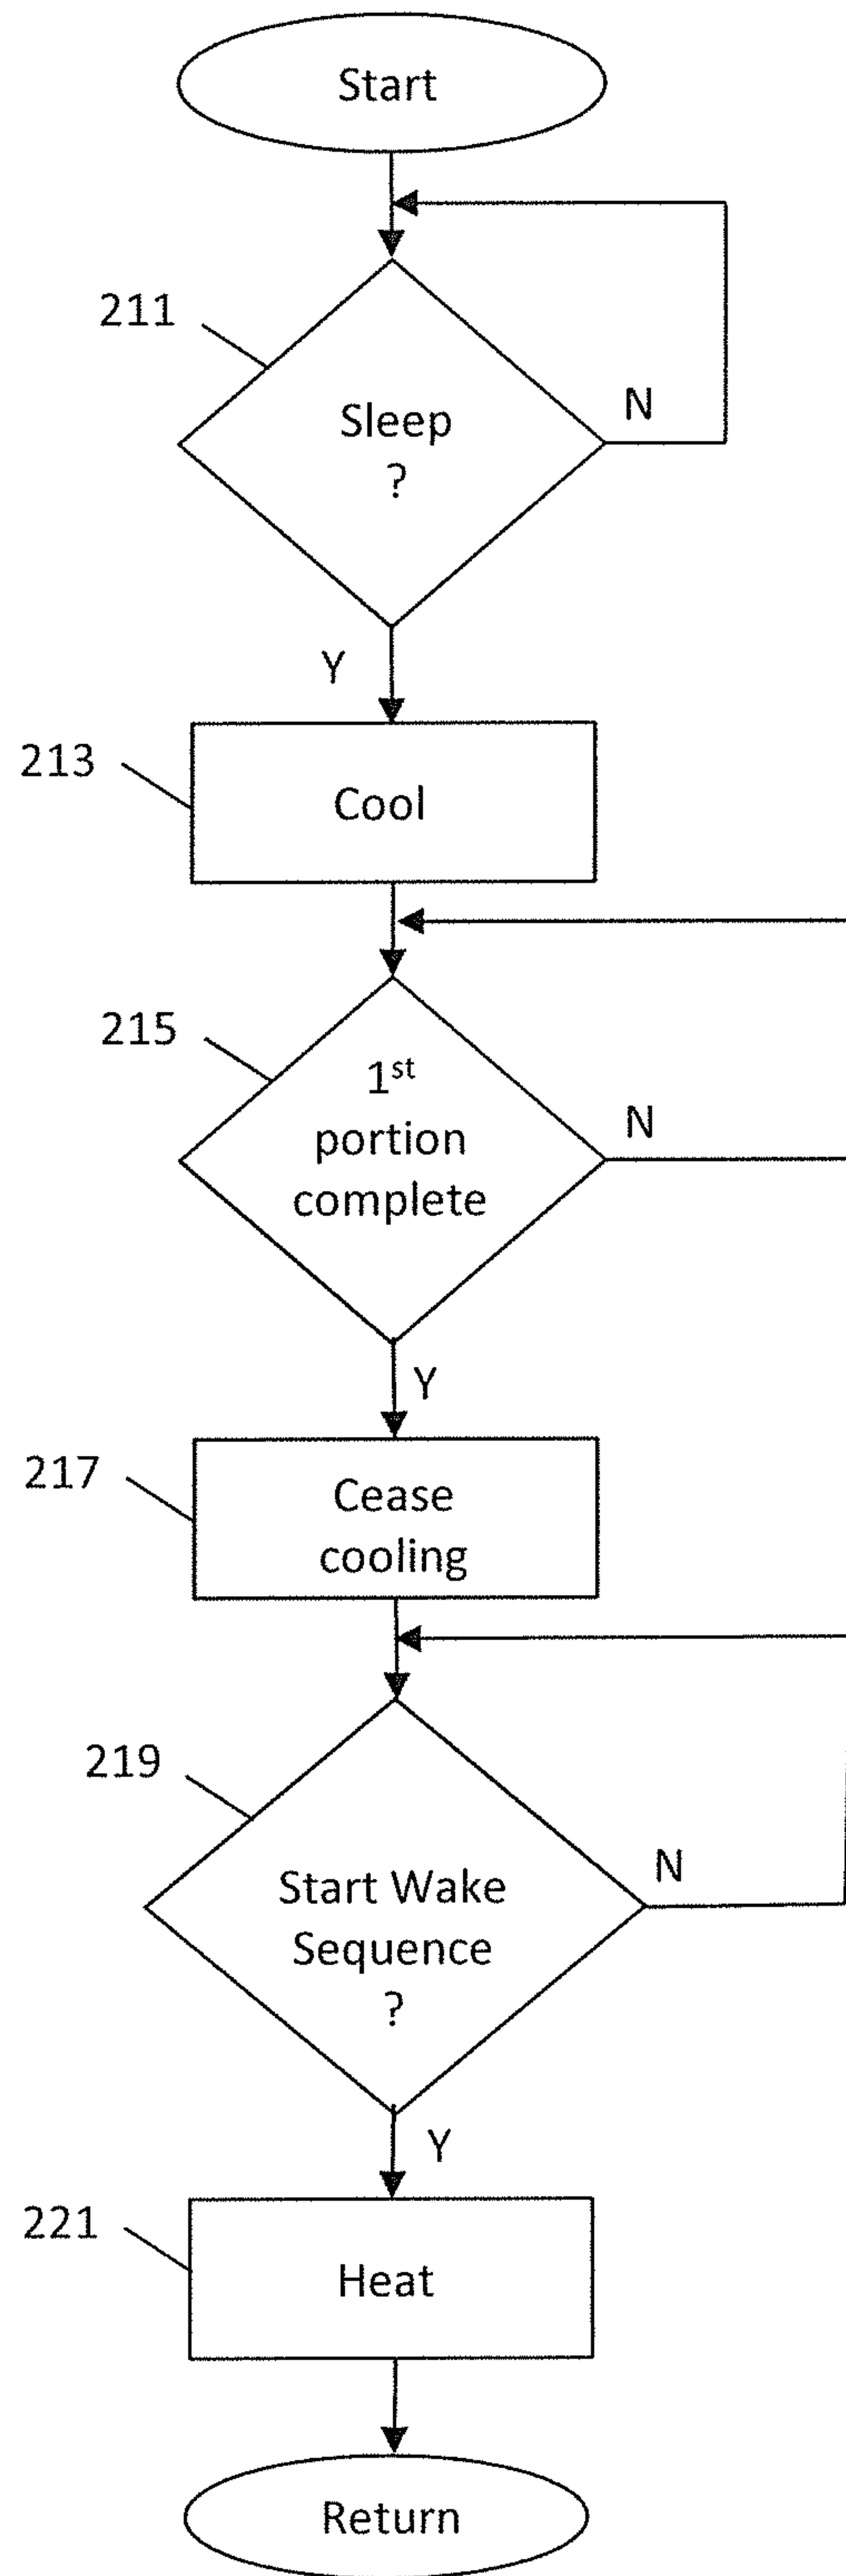 Start
211
Sleep
?
N
Y
213
Cool
215
1st
portion
complete
N
Y
217
Cease
cooling
219
Start Wake
Sequence
?
N
Y
221
Heat
Return